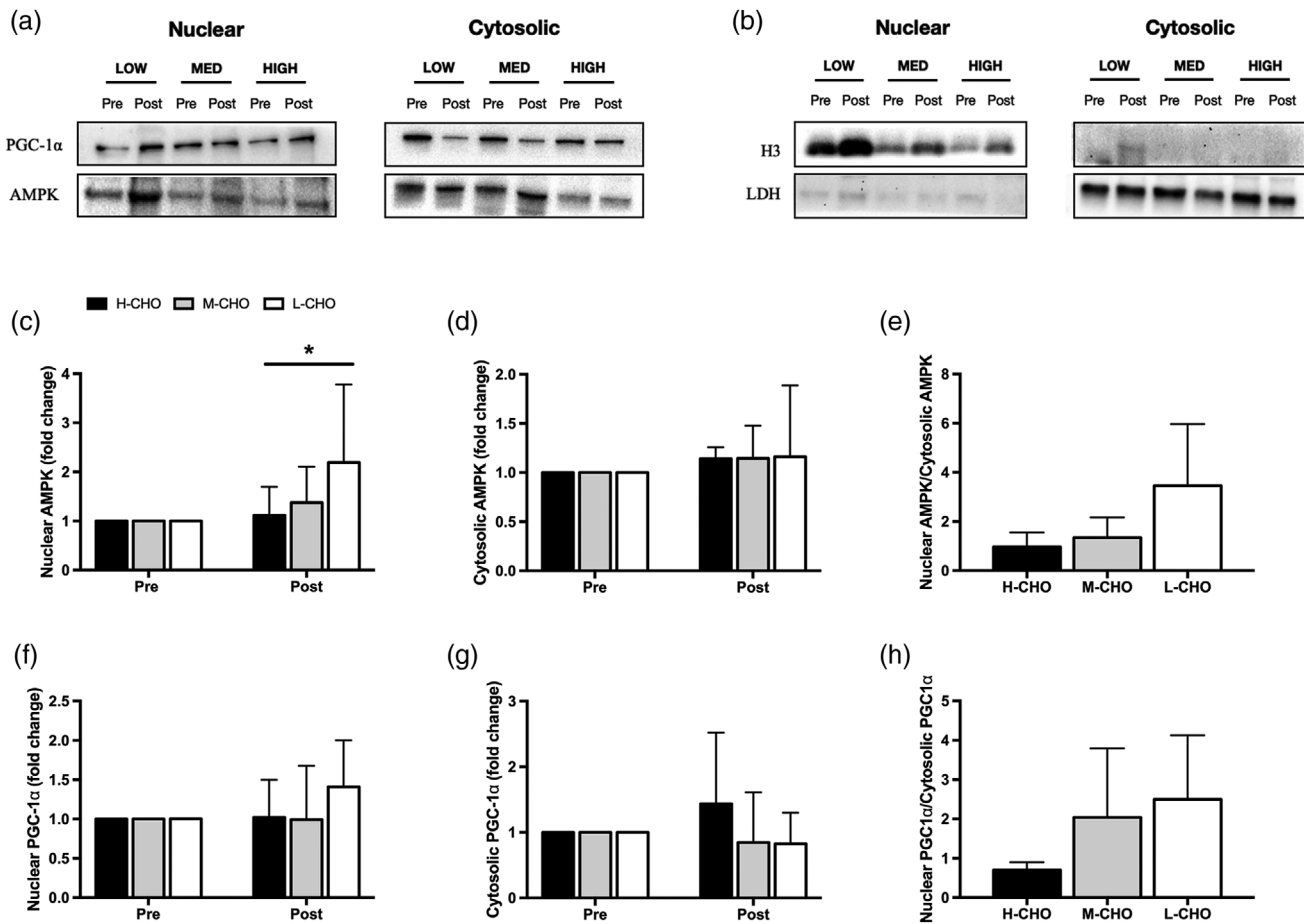 (a)
Nuclear
Cytosolic
LOW MED HIGH
LOW MED HIGH
Pre Post Pre Post Pre Post
Pre Post Pre Post Pre Post
PGC-1α
AMPK
(b)
Nuclear
Cytosolic
LOW MED HIGH
LOW MED HIGH
Pre Post Pre Post Pre Post
Pre Post Pre Post Pre Post
H3
LDH
H-CHO M-CHO L-CHO
(c)
Nuclear AMPK (fold change)
4
3
2
1
0
*
Pre Post
(d)
Cytosolic AMPK (fold change)
2.0
1.5
1.0
0.5
0.0
Pre Post
(e)
Nuclear AMPK/Cytosolic AMPK
8
6
4
2
0
H-CHO M-CHO L-CHO
(f)
Nuclear PGC-1α (fold change)
2.5
2.0
1.5
1.0
0.5
0.0
Pre Post
(g)
Cytosolic PGC-1α (fold change)
3
2
1
0
Pre Post
(h)
Nuclear PGC1α/Cytosolic PGC1α
5
4
3
2
1
0
H-CHO M-CHO L-CHO